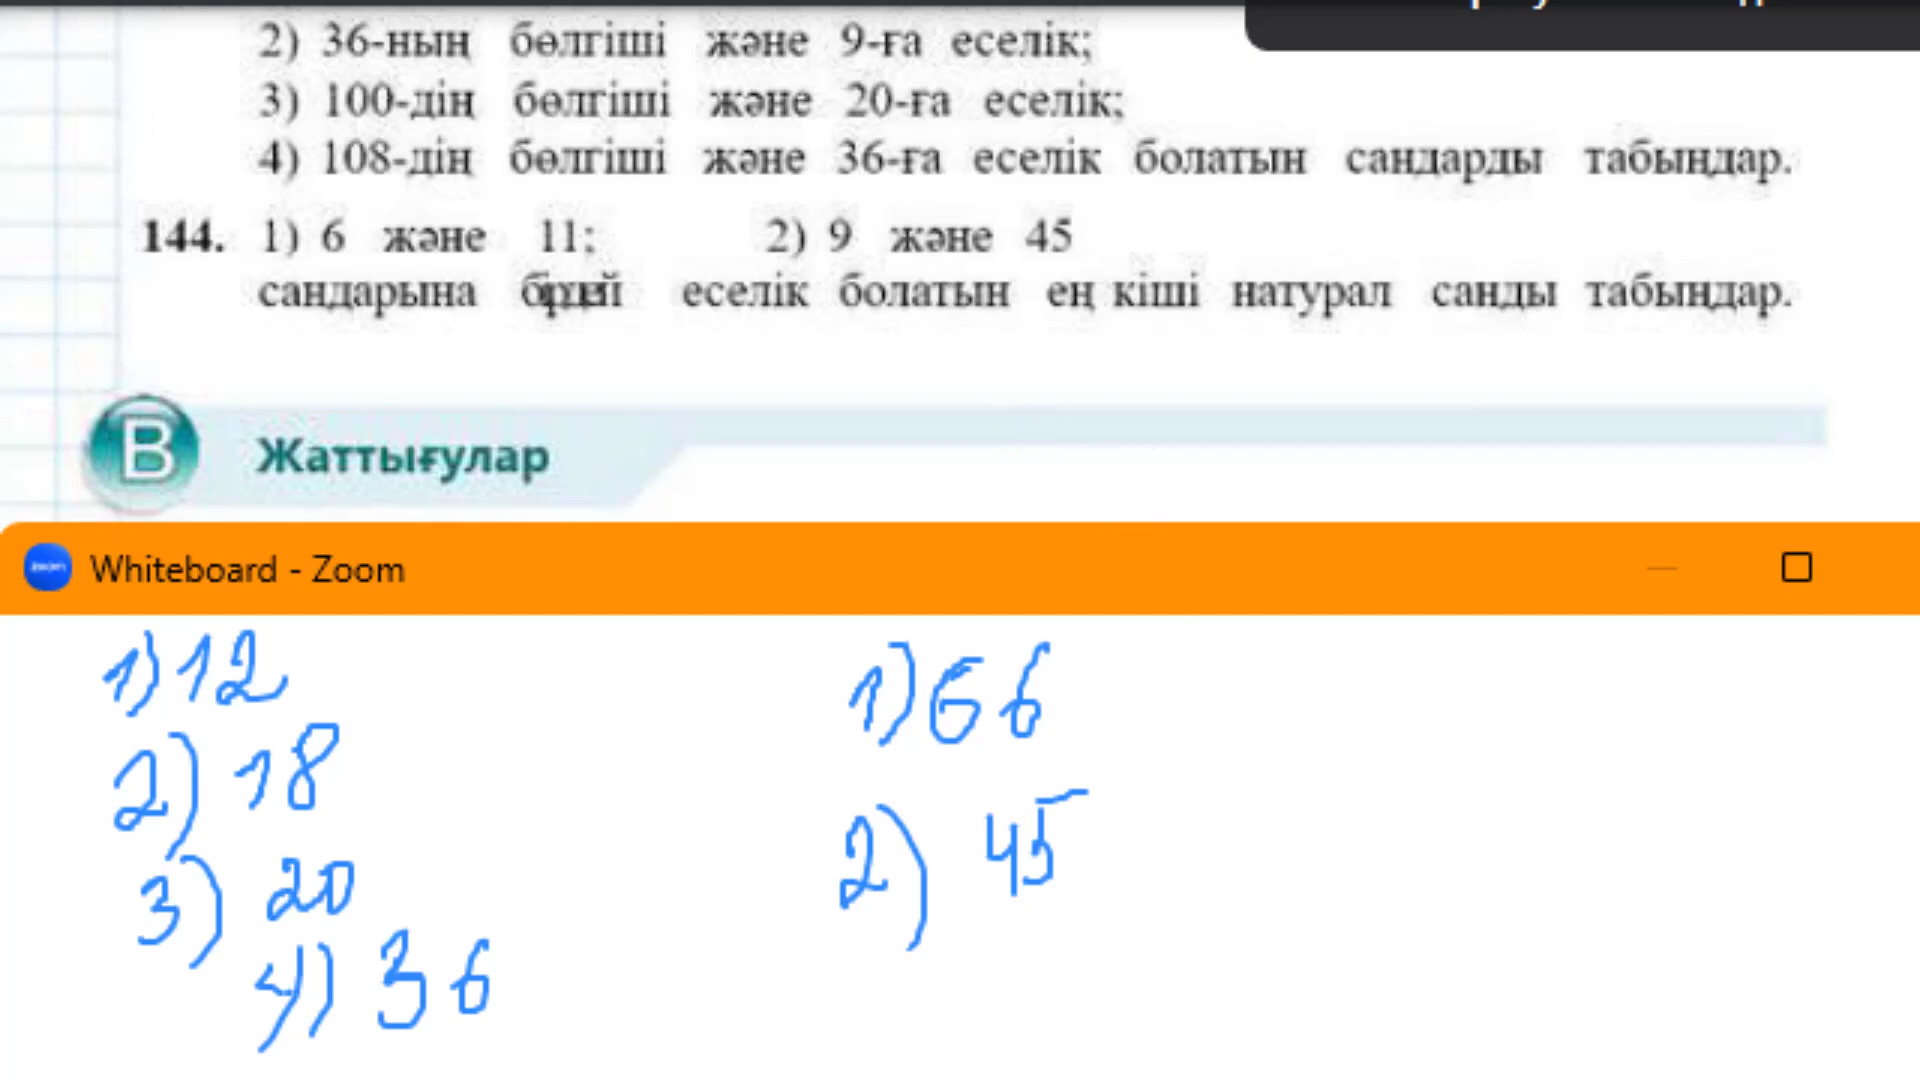 2) 36-ның бөлгіші және 9-ға еселік;
3) 100-дің бөлгіші және 20-ға еселік;
4) 108-дің бөлгіші және 36-ға еселік болатын сандарды табыңдар.
144. 1) 6 және 11; 2) 9 және 45
сандарына бірдей еселік болатын ең кіші натурал санды табыңдар.
B Жаттығулар
zoom Whiteboard - Zoom
1) 12
2) 18
3) 20
4) 36
1) 66
2) 45